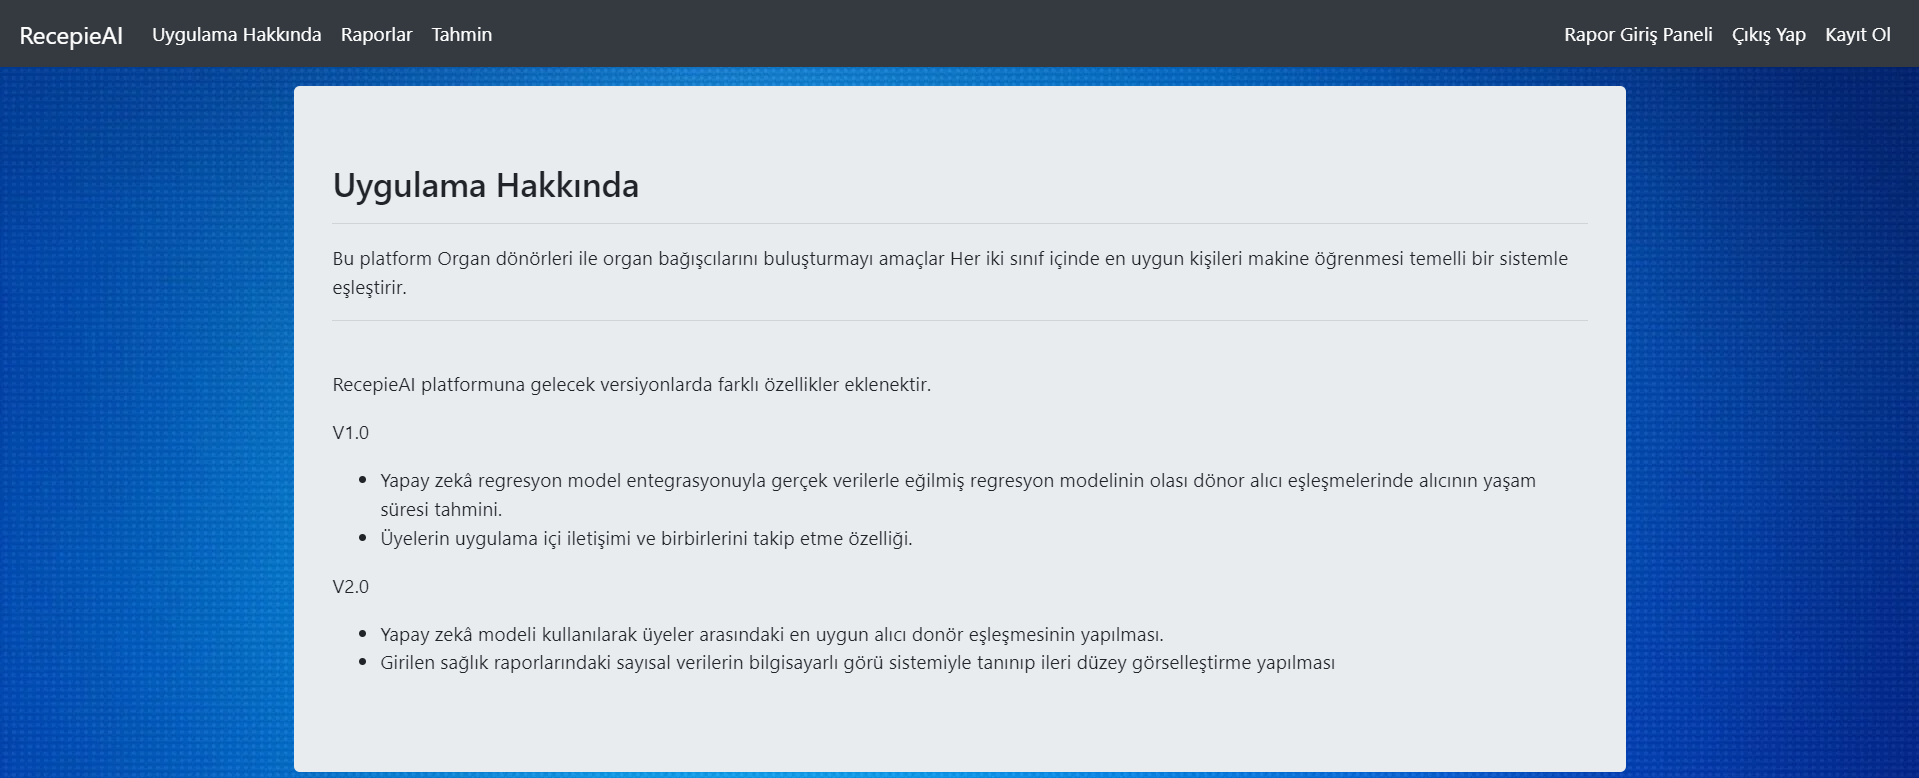 RecepieAI Uygulama Hakkında Raporlar Tahmin Rapor Giriş Paneli Çıkış Yap Kayıt Ol
Uygulama Hakkında
Bu platform Organ dönörleri ile organ bağışcılarını buluşturmayı amaçlar Her iki sınıf içinde en uygun kişileri makine öğrenmesi temelli bir sistemle
eşleştirir.
RecepieAI platformuna gelecek versiyonlarda farklı özellikler eklenektir.
V1.0
• Yapay zekâ regresyon model entegrasyonuyla gerçek verilerle eğilmiş regresyon modelinin olası dönor alıcı eşleşmelerinde alıcının yaşam
süresi tahmini.
• Üyelerin uygulama içi iletişimi ve birbirlerini takip etme özelliği.
V2.0
• Yapay zekâ modeli kullanılarak üyeler arasındaki en uygun alıcı donör eşleşmesinin yapılması.
• Girilen sağlık raporlarındaki sayısal verilerin bilgisayarlı görü sistemiyle tanınıp ileri düzey görselleştirme yapılması